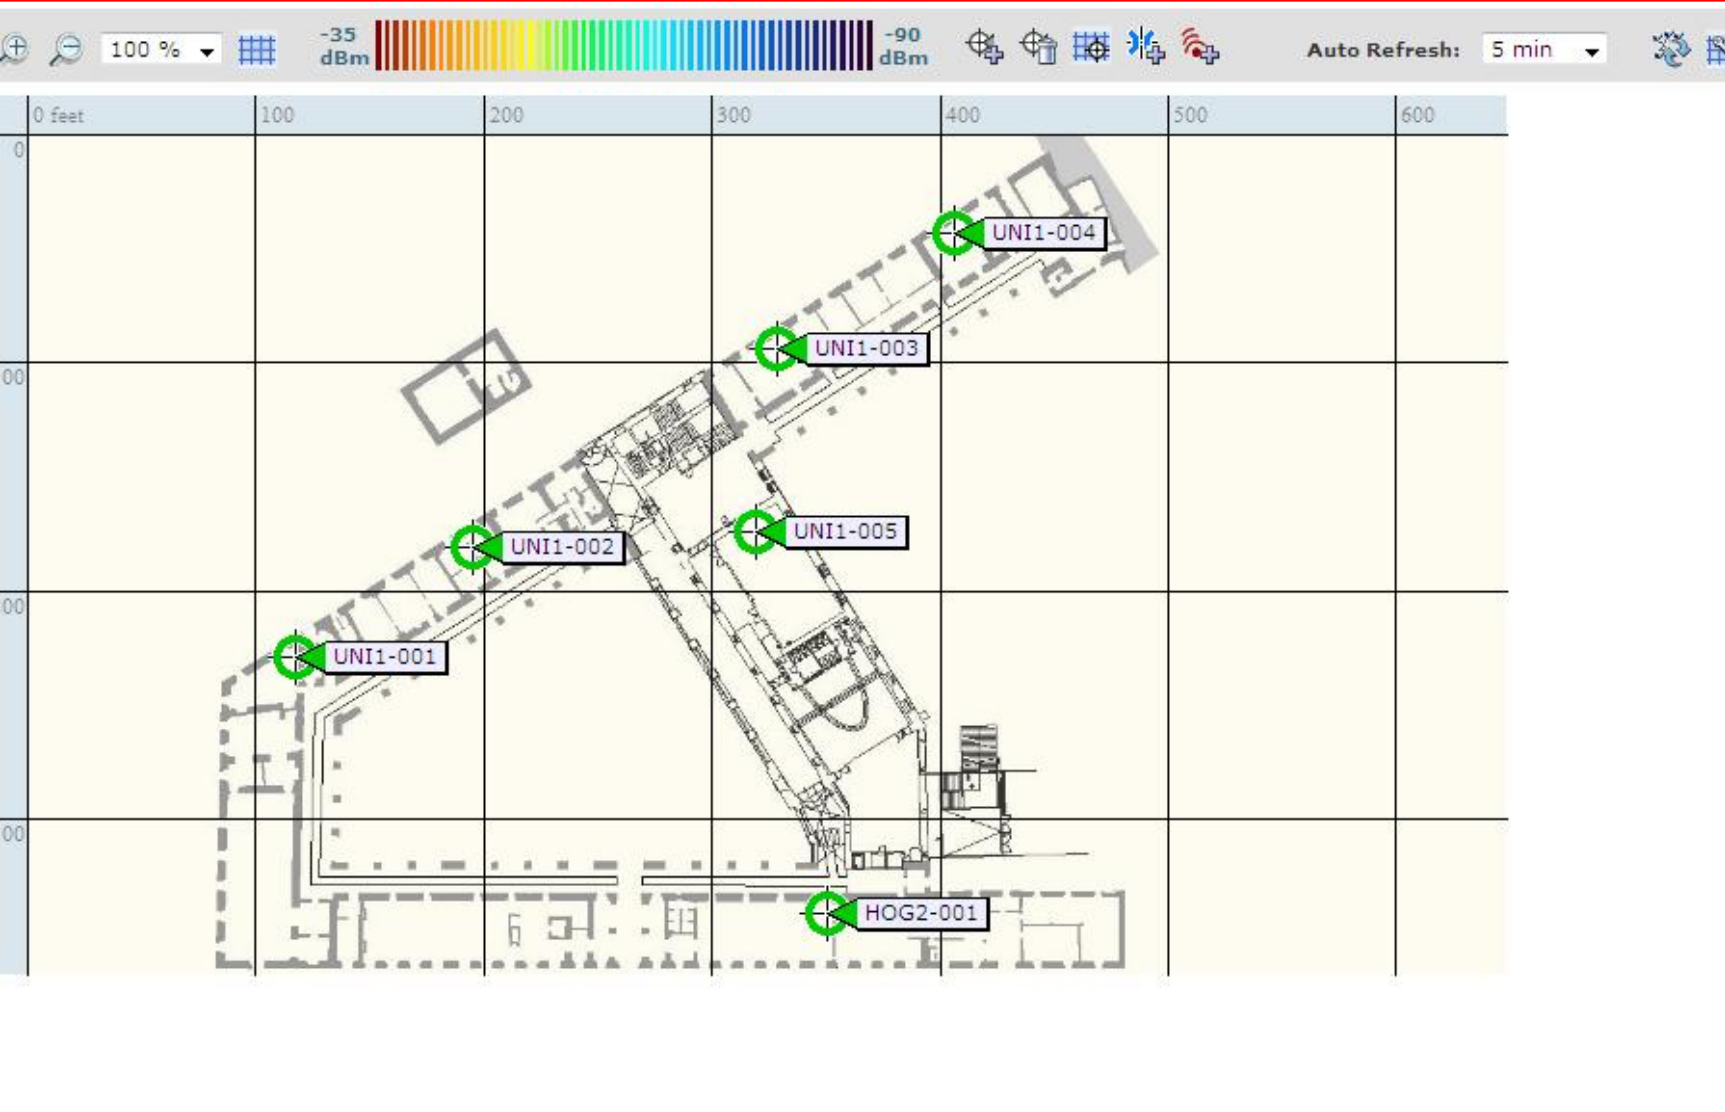 100 %
-35
dBm
-90
dBm
Auto Refresh: 5 min
0 feet 100 200 300 400 500 600
0
UNI1-004
UNI1-003
00
UNI1-005
UNI1-002
00
UNI1-001
00
HOG2-001